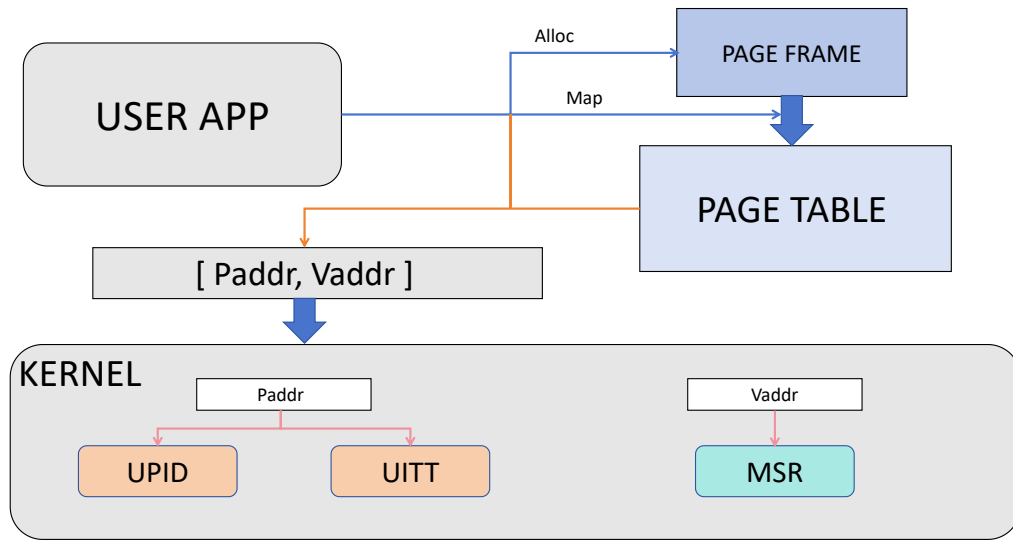 Alloc
PAGE FRAME
USER APP
Map
PAGE TABLE
[ Paddr, Vaddr ]
KERNEL
Paddr
Vaddr
UPID
UITT
MSR